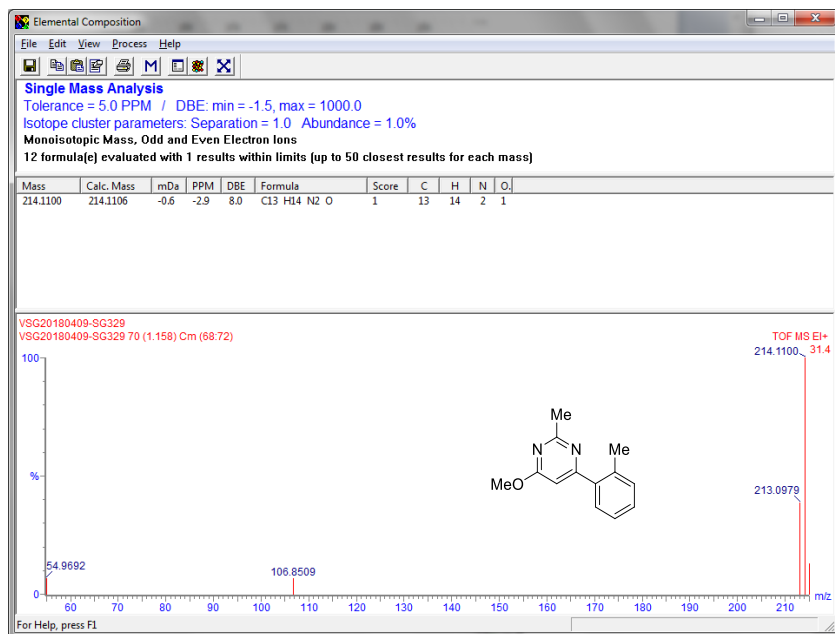 Elemental Composition
File Edit View Process Help
M
Single Mass Analysis
Tolerance = 5.0 PPM / DBE: min = -1.5, max = 1000.0
Isotope cluster parameters: Separation = 1.0 Abundance = 1.0%
Monoisotopic Mass, Odd and Even Electron Ions
12 formula(e) evaluated with 1 results within limits (up to 50 closest results for each mass)
Mass Calc. Mass mDa PPM DBE Formula Score C H N O.
214.1100 214.1106 -0.6 -2.9 8.0 C13 H14 N2 O 1 13 14 2 1
VSG20180409-SG329
VSG20180409-SG329 70 (1.158) Cm (68:72)
TOF MS EI+
31.4
100
214.1100
Me
N N Me
%
MeO
213.0979
54.9692
106.8509
0
60 70 80 90 100 110 120 130 140 150 160 170 180 190 200 210
m/z
For Help, press F1